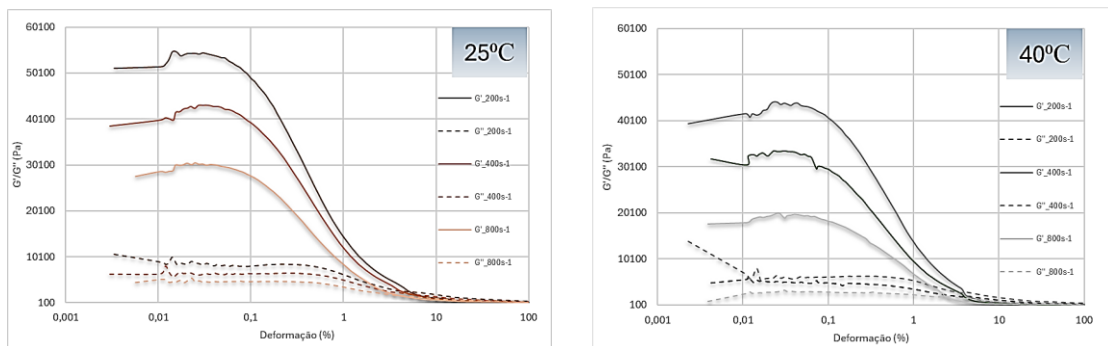 25ºC
60100
50100
40100
30100
20100
10100
100
G'/G'' (Pa)
0,001
0,01
0,1
1
10
100
Deformação (%)
G'_200s-1
G''_200s-1
G'_400s-1
G''_400s-1
G'_800s-1
G''_800s-1
40ºC
60100
50100
40100
30100
20100
10100
100
G'/G'' (Pa)
0,001
0,01
0,1
1
10
100
Deformação (%)
G'_200s-1
G''_200s-1
G'_400s-1
G''_400s-1
G'_800s-1
G''_800s-1